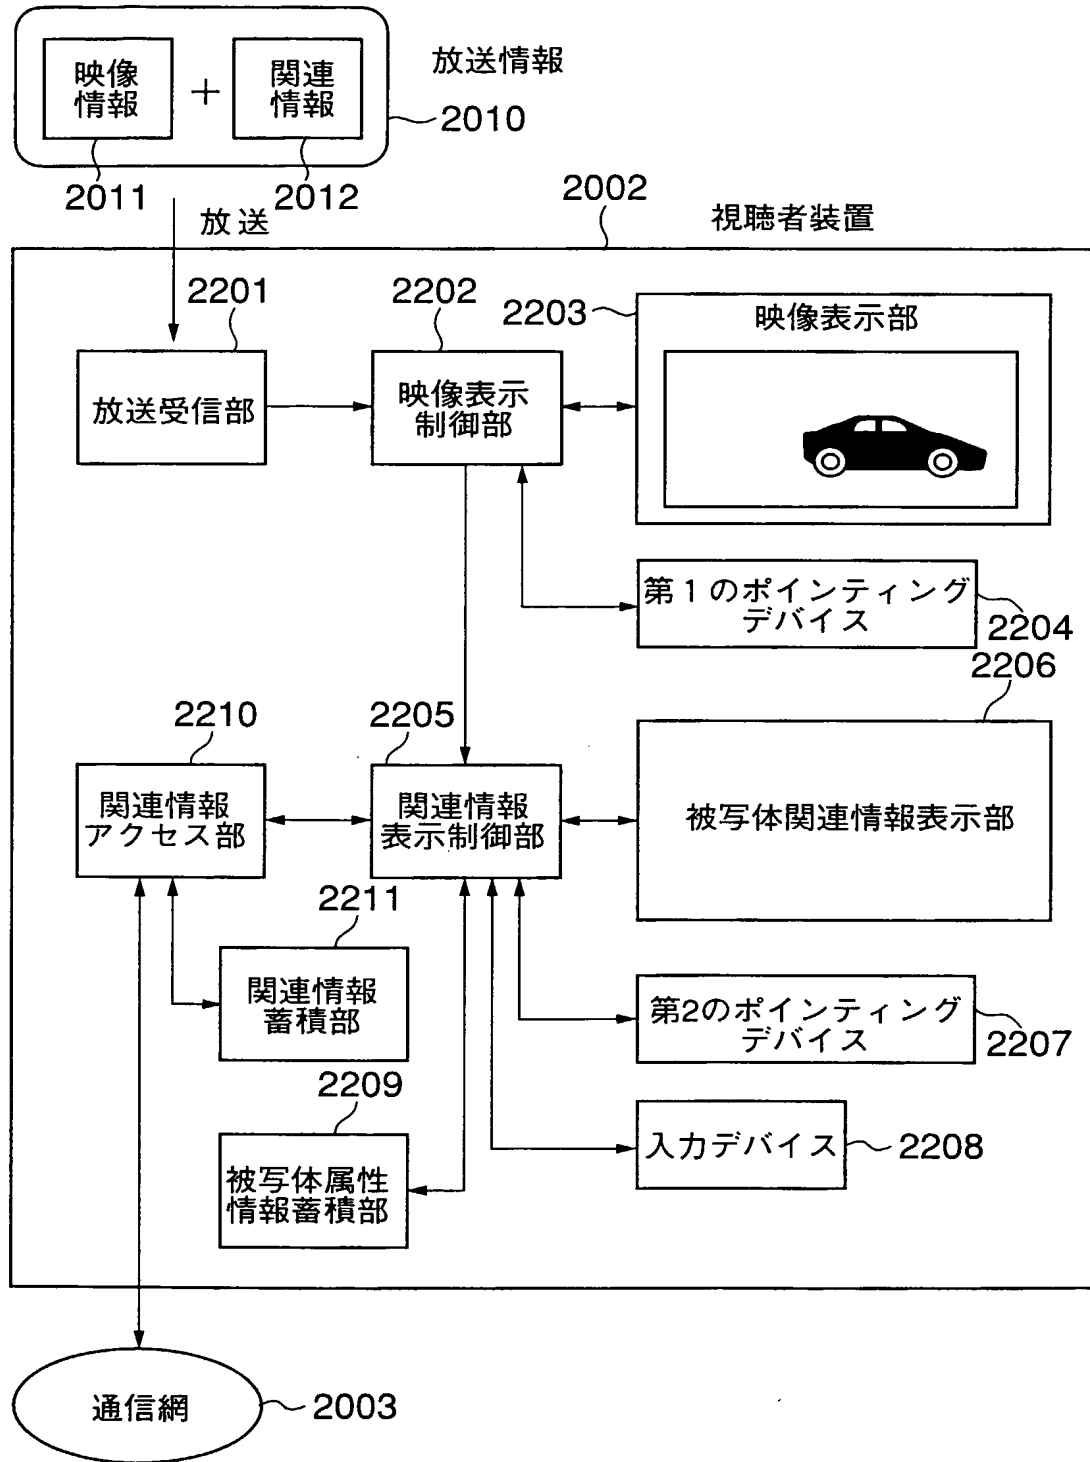 映像
情報
+
関連
情報
放送情報
2010
2011
2012
放送
2002
視聴者装置
2201
放送受信部
2202
映像表示
制御部
2203
映像表示部
第1のポインティング
デバイス
2204
2206
被写体関連情報表示部
2210
関連情報
アクセス部
2205
関連情報
表示制御部
2211
関連情報
蓄積部
第2のポインティング
デバイス
2207
2209
被写体属性
情報蓄積部
入力デバイス
2208
通信網
2003